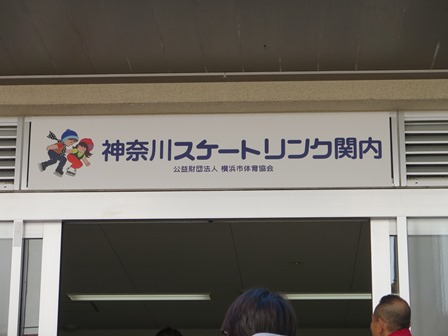 神奈川スケートリンク関内
公益財団法人 横浜市体育協会